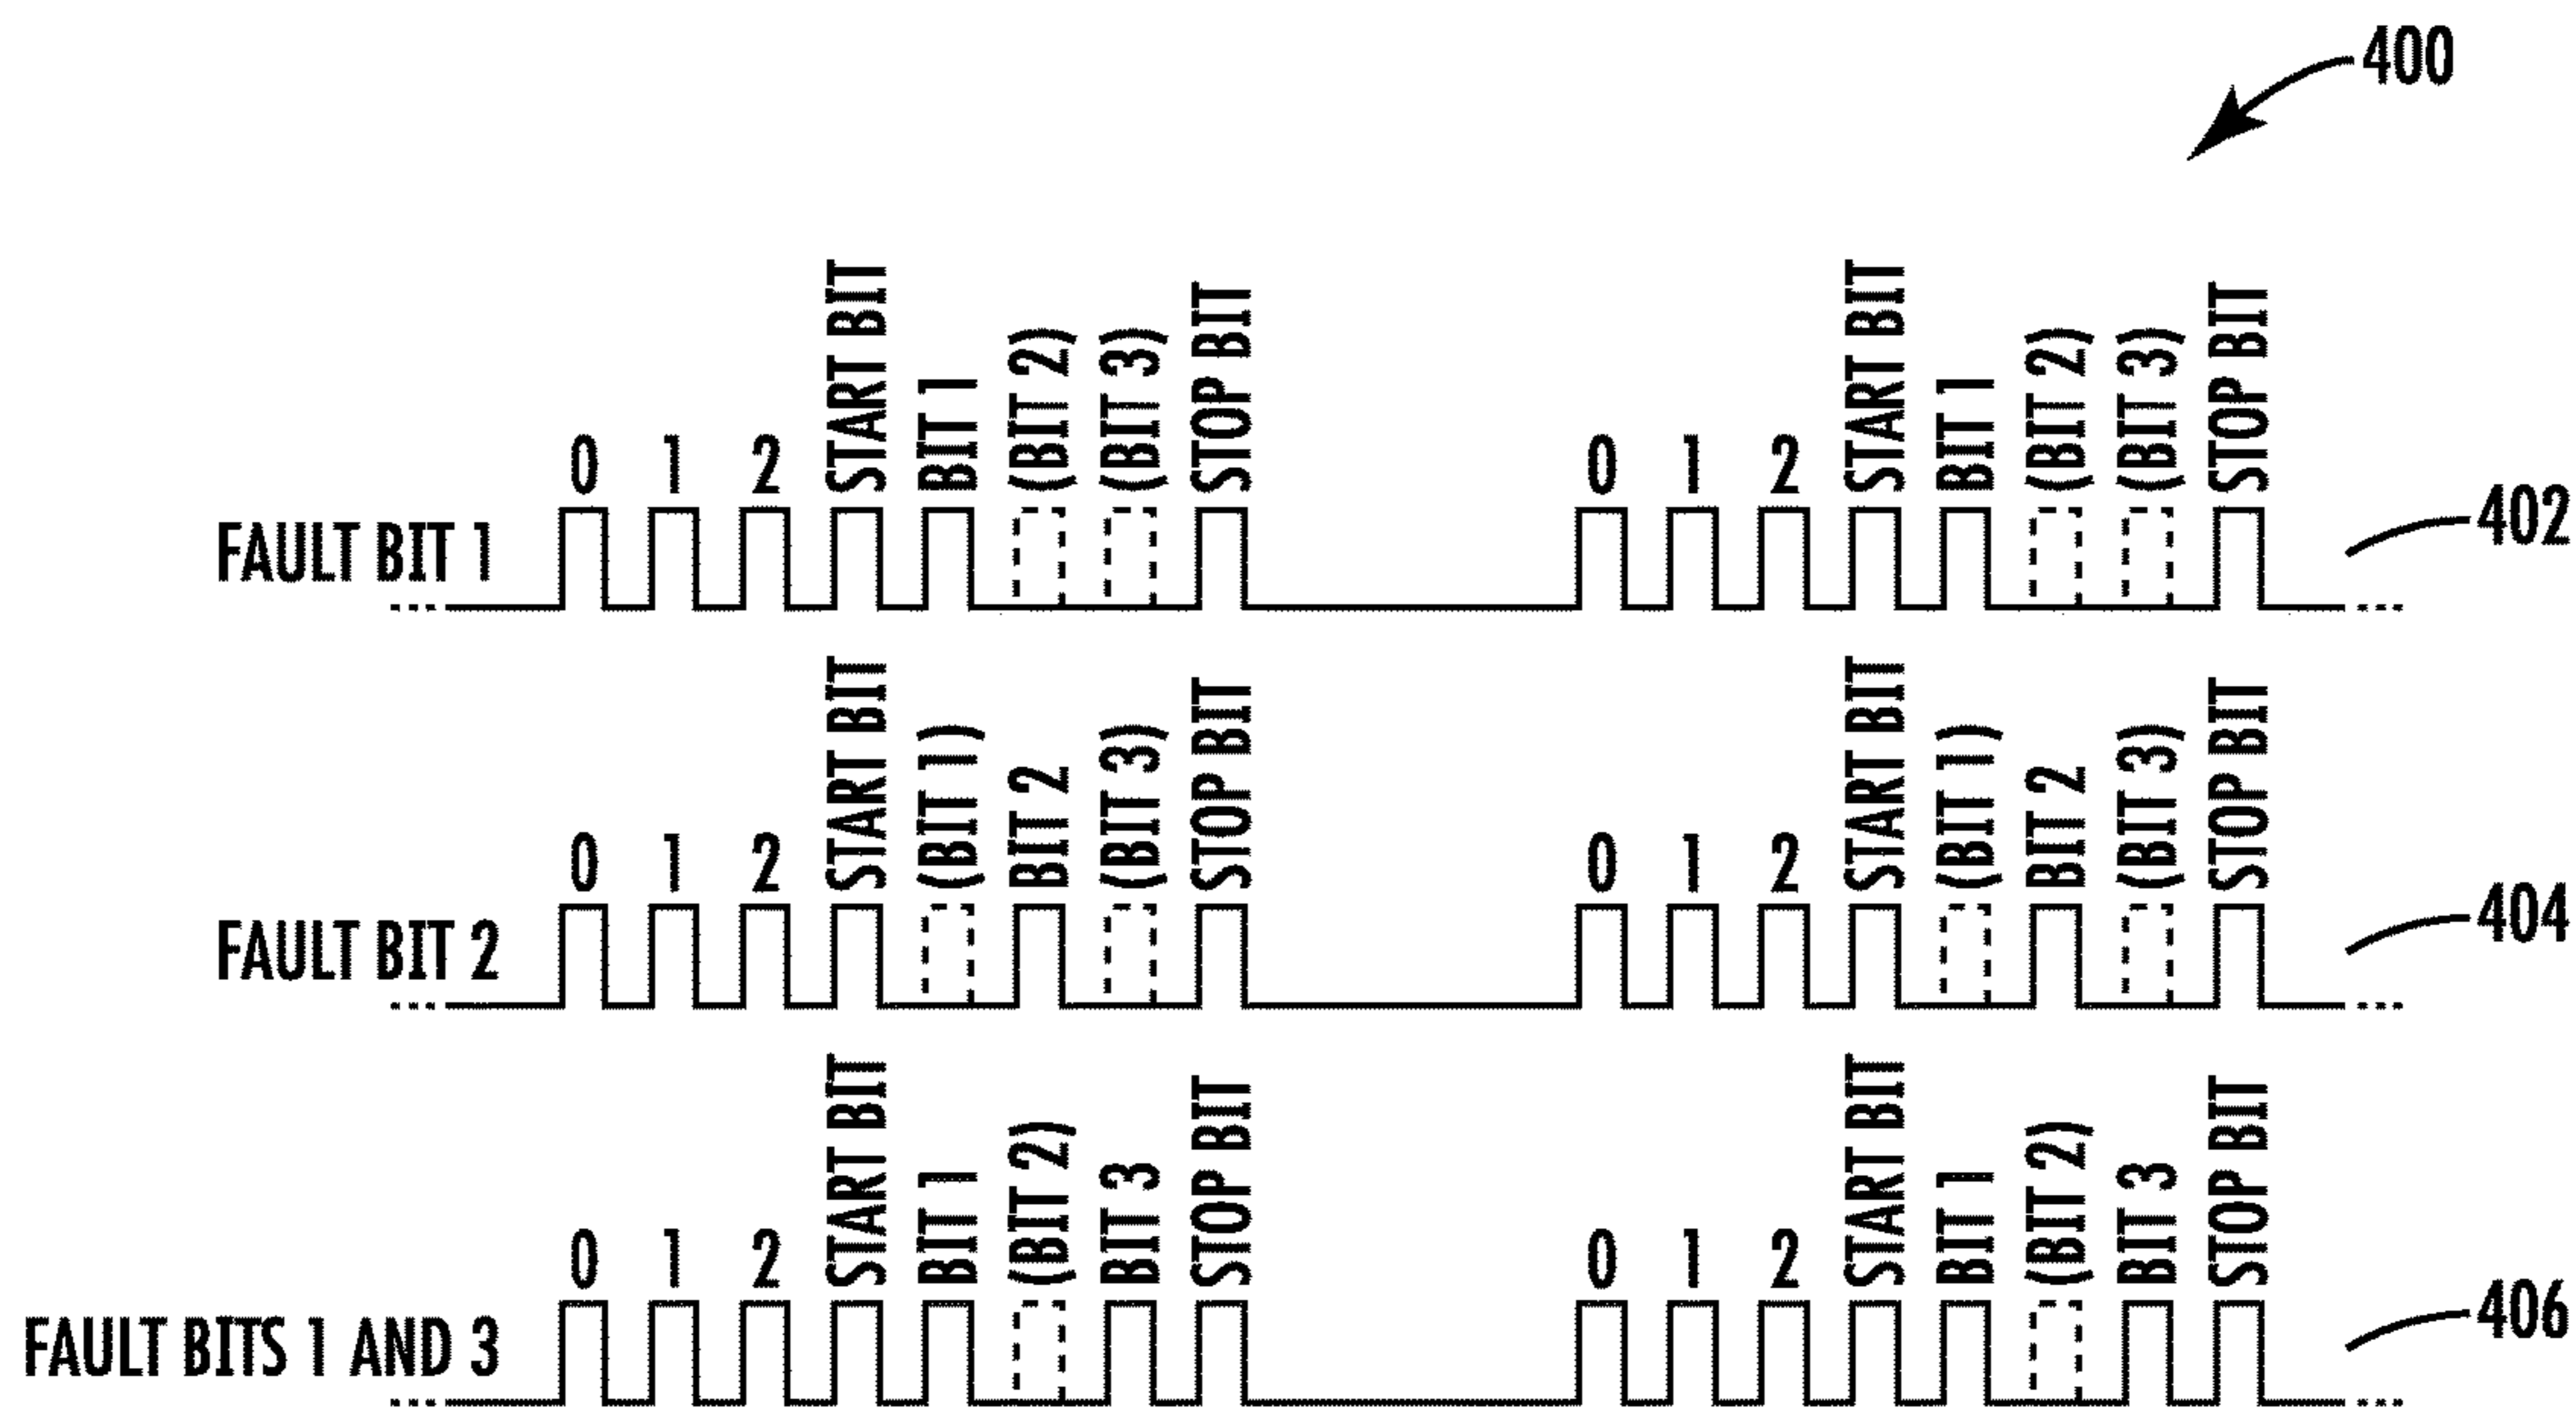 400
0 1 2 START BIT BIT 1 (BIT 2) (BIT 3) STOP BIT 0 1 2 START BIT BIT 1 (BIT 2) (BIT 3) STOP BIT
FAULT BIT 1 402
0 1 2 START BIT (BIT 1) BIT 2 (BIT 3) STOP BIT 0 1 2 START BIT (BIT 1) BIT 2 (BIT 3) STOP BIT
FAULT BIT 2 404
0 1 2 START BIT BIT 1 (BIT 2) BIT 3 STOP BIT 0 1 2 START BIT BIT 1 (BIT 2) BIT 3 STOP BIT
FAULT BITS 1 AND 3 406